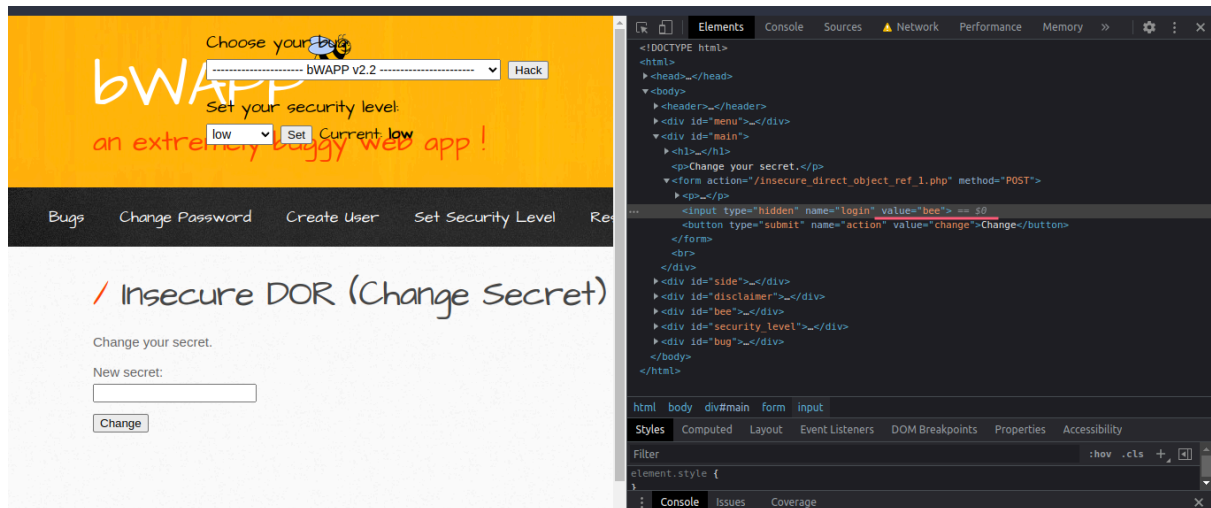 Choose your bug:
---------------------- bWAPP v2.2 ----------------------- Hack
bWAPP
Set your security level:
low Set Current: low
an extremely buggy web app !
Bugs Change Password Create User Set Security Level Res
/ Insecure DOR (Change Secret)
Change your secret.
New secret:
Change
Elements Console Sources Network Performance Memory »
<!DOCTYPE html>
<html>
<head>…</head>
<body>
<header>…</header>
<div id="menu">…</div>
<div id="main">
<h1>…</h1>
<p>Change your secret.</p>
<form action="/insecure_direct_object_ref_1.php" method="POST">
<p>…</p>
<input type="hidden" name="login" value="bee"> == $0
<button type="submit" name="action" value="change">Change</button>
</form>
<br>
</div>
<div id="side">…</div>
<div id="disclaimer">…</div>
<div id="bee">…</div>
<div id="security_level">…</div>
<div id="bug">…</div>
</body>
</html>
html body div#main form input
Styles Computed Layout Event Listeners DOM Breakpoints Properties Accessibility
Filter :hov .cls +
element.style {
}
Console Issues Coverage